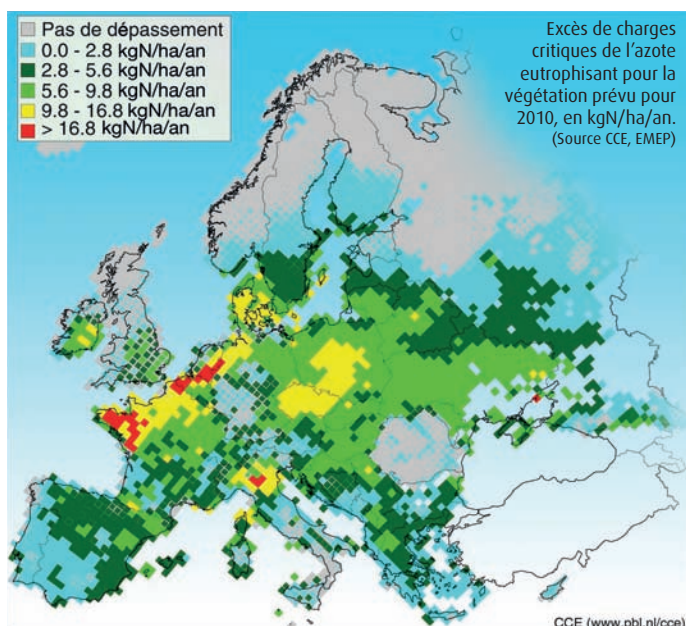 Pas de dépassement
0.0 - 2.8 kgN/ha/an
2.8 - 5.6 kgN/ha/an
5.6 - 9.8 kgN/ha/an
9.8 - 16.8 kgN/ha/an
> 16.8 kgN/ha/an
Excès de charges
critiques de l’azote
eutrophisant pour la
végétation prévu pour
2010, en kgN/ha/an.
(Source CCE, EMEP)
CCE (www.pbl.nl/cce)